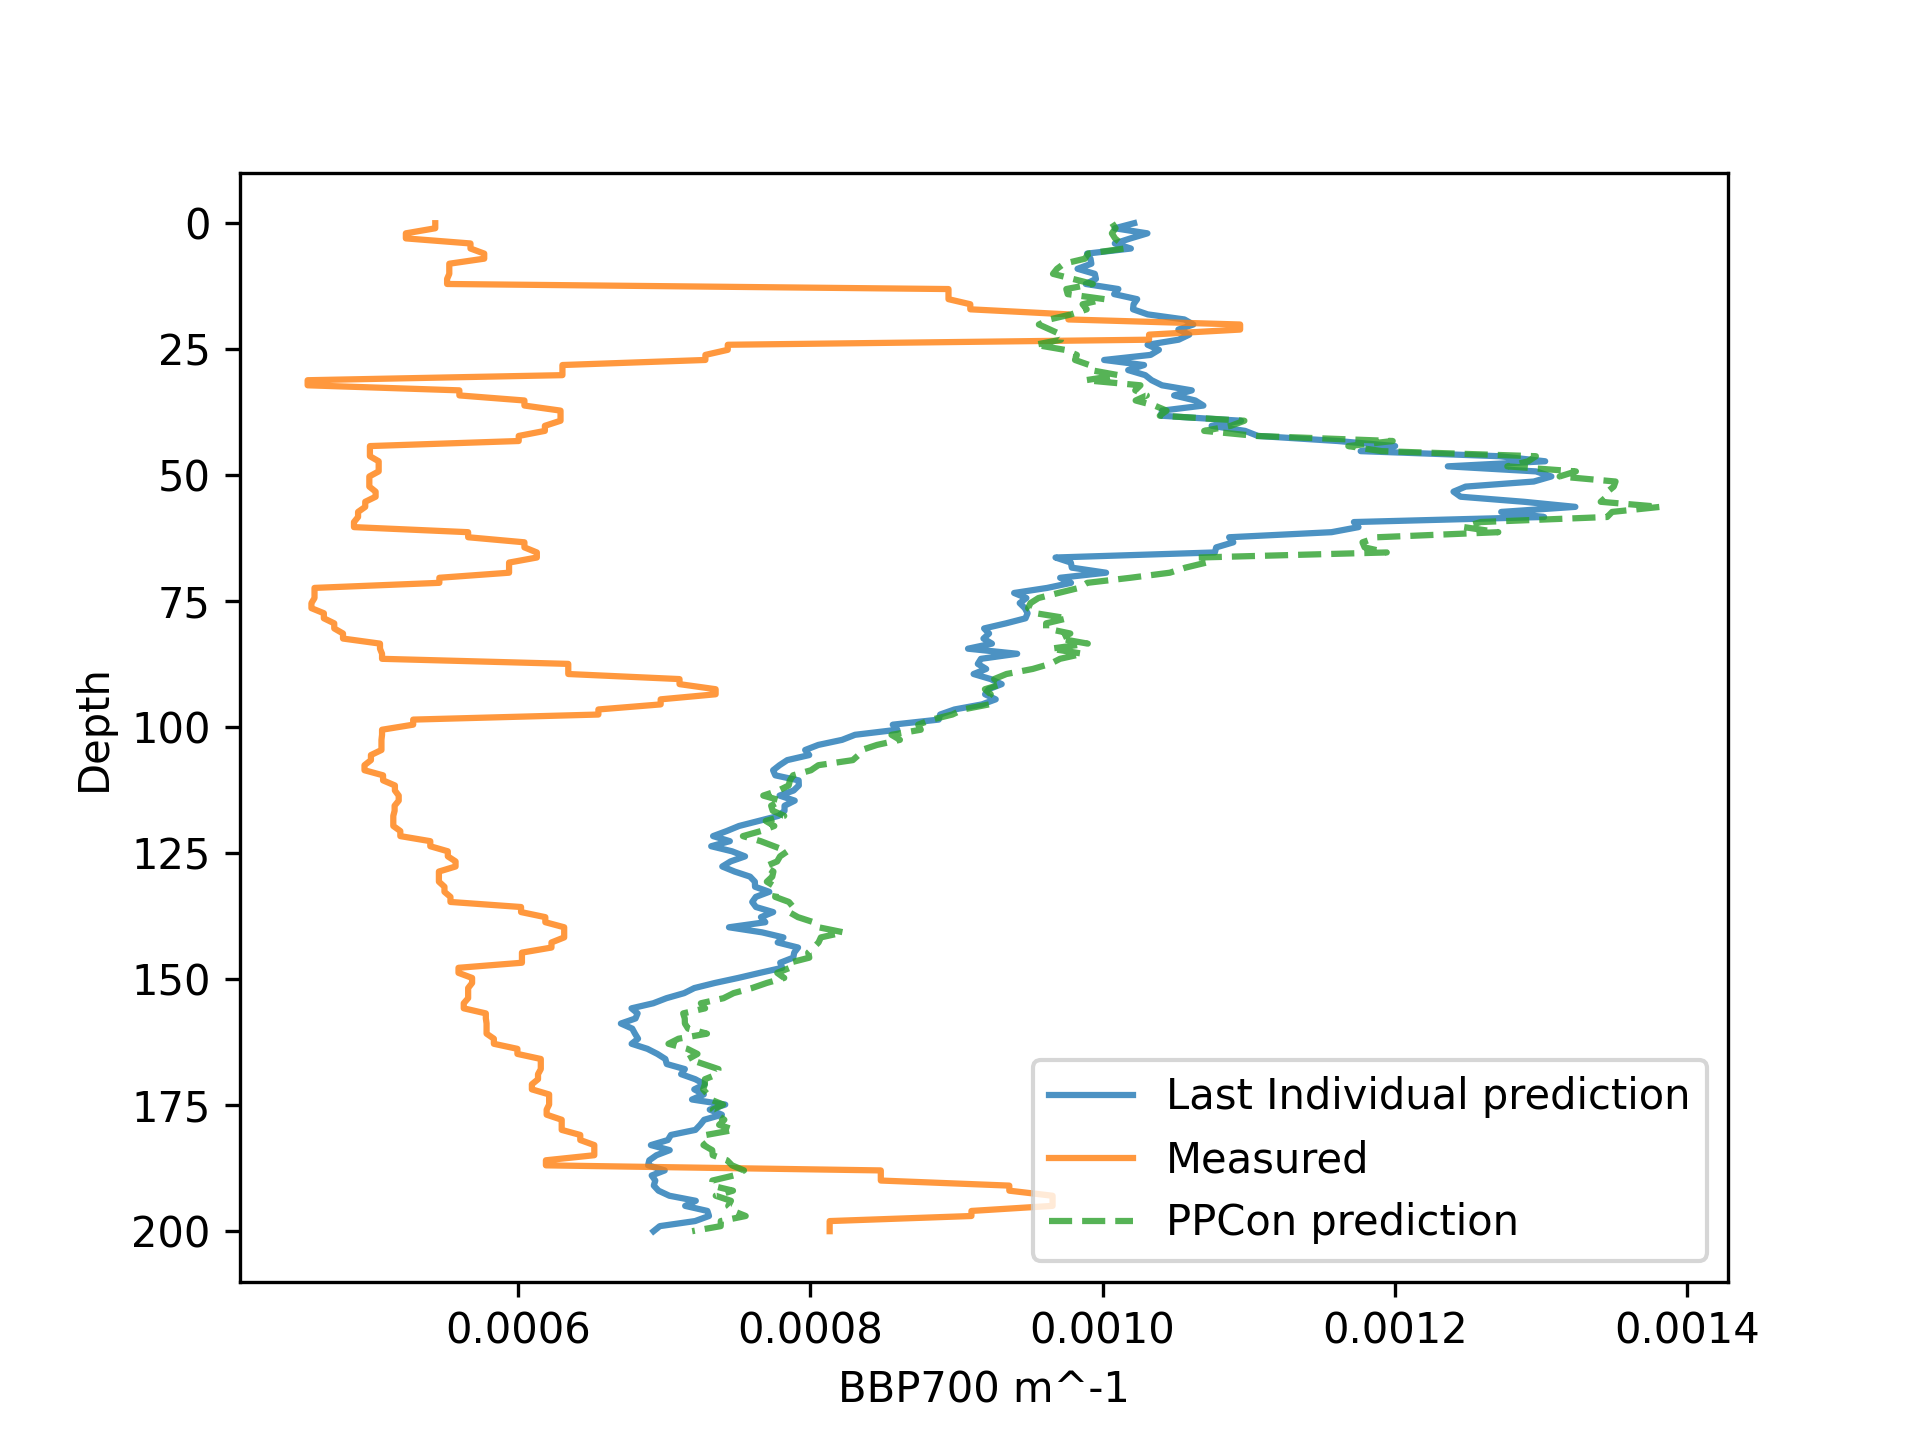 0
25
50
75
100
125
150
175
200
Depth
0.0006 0.0008 0.0010 0.0012 0.0014
BBP700 m^-1
Last Individual prediction
Measured
PPCon prediction